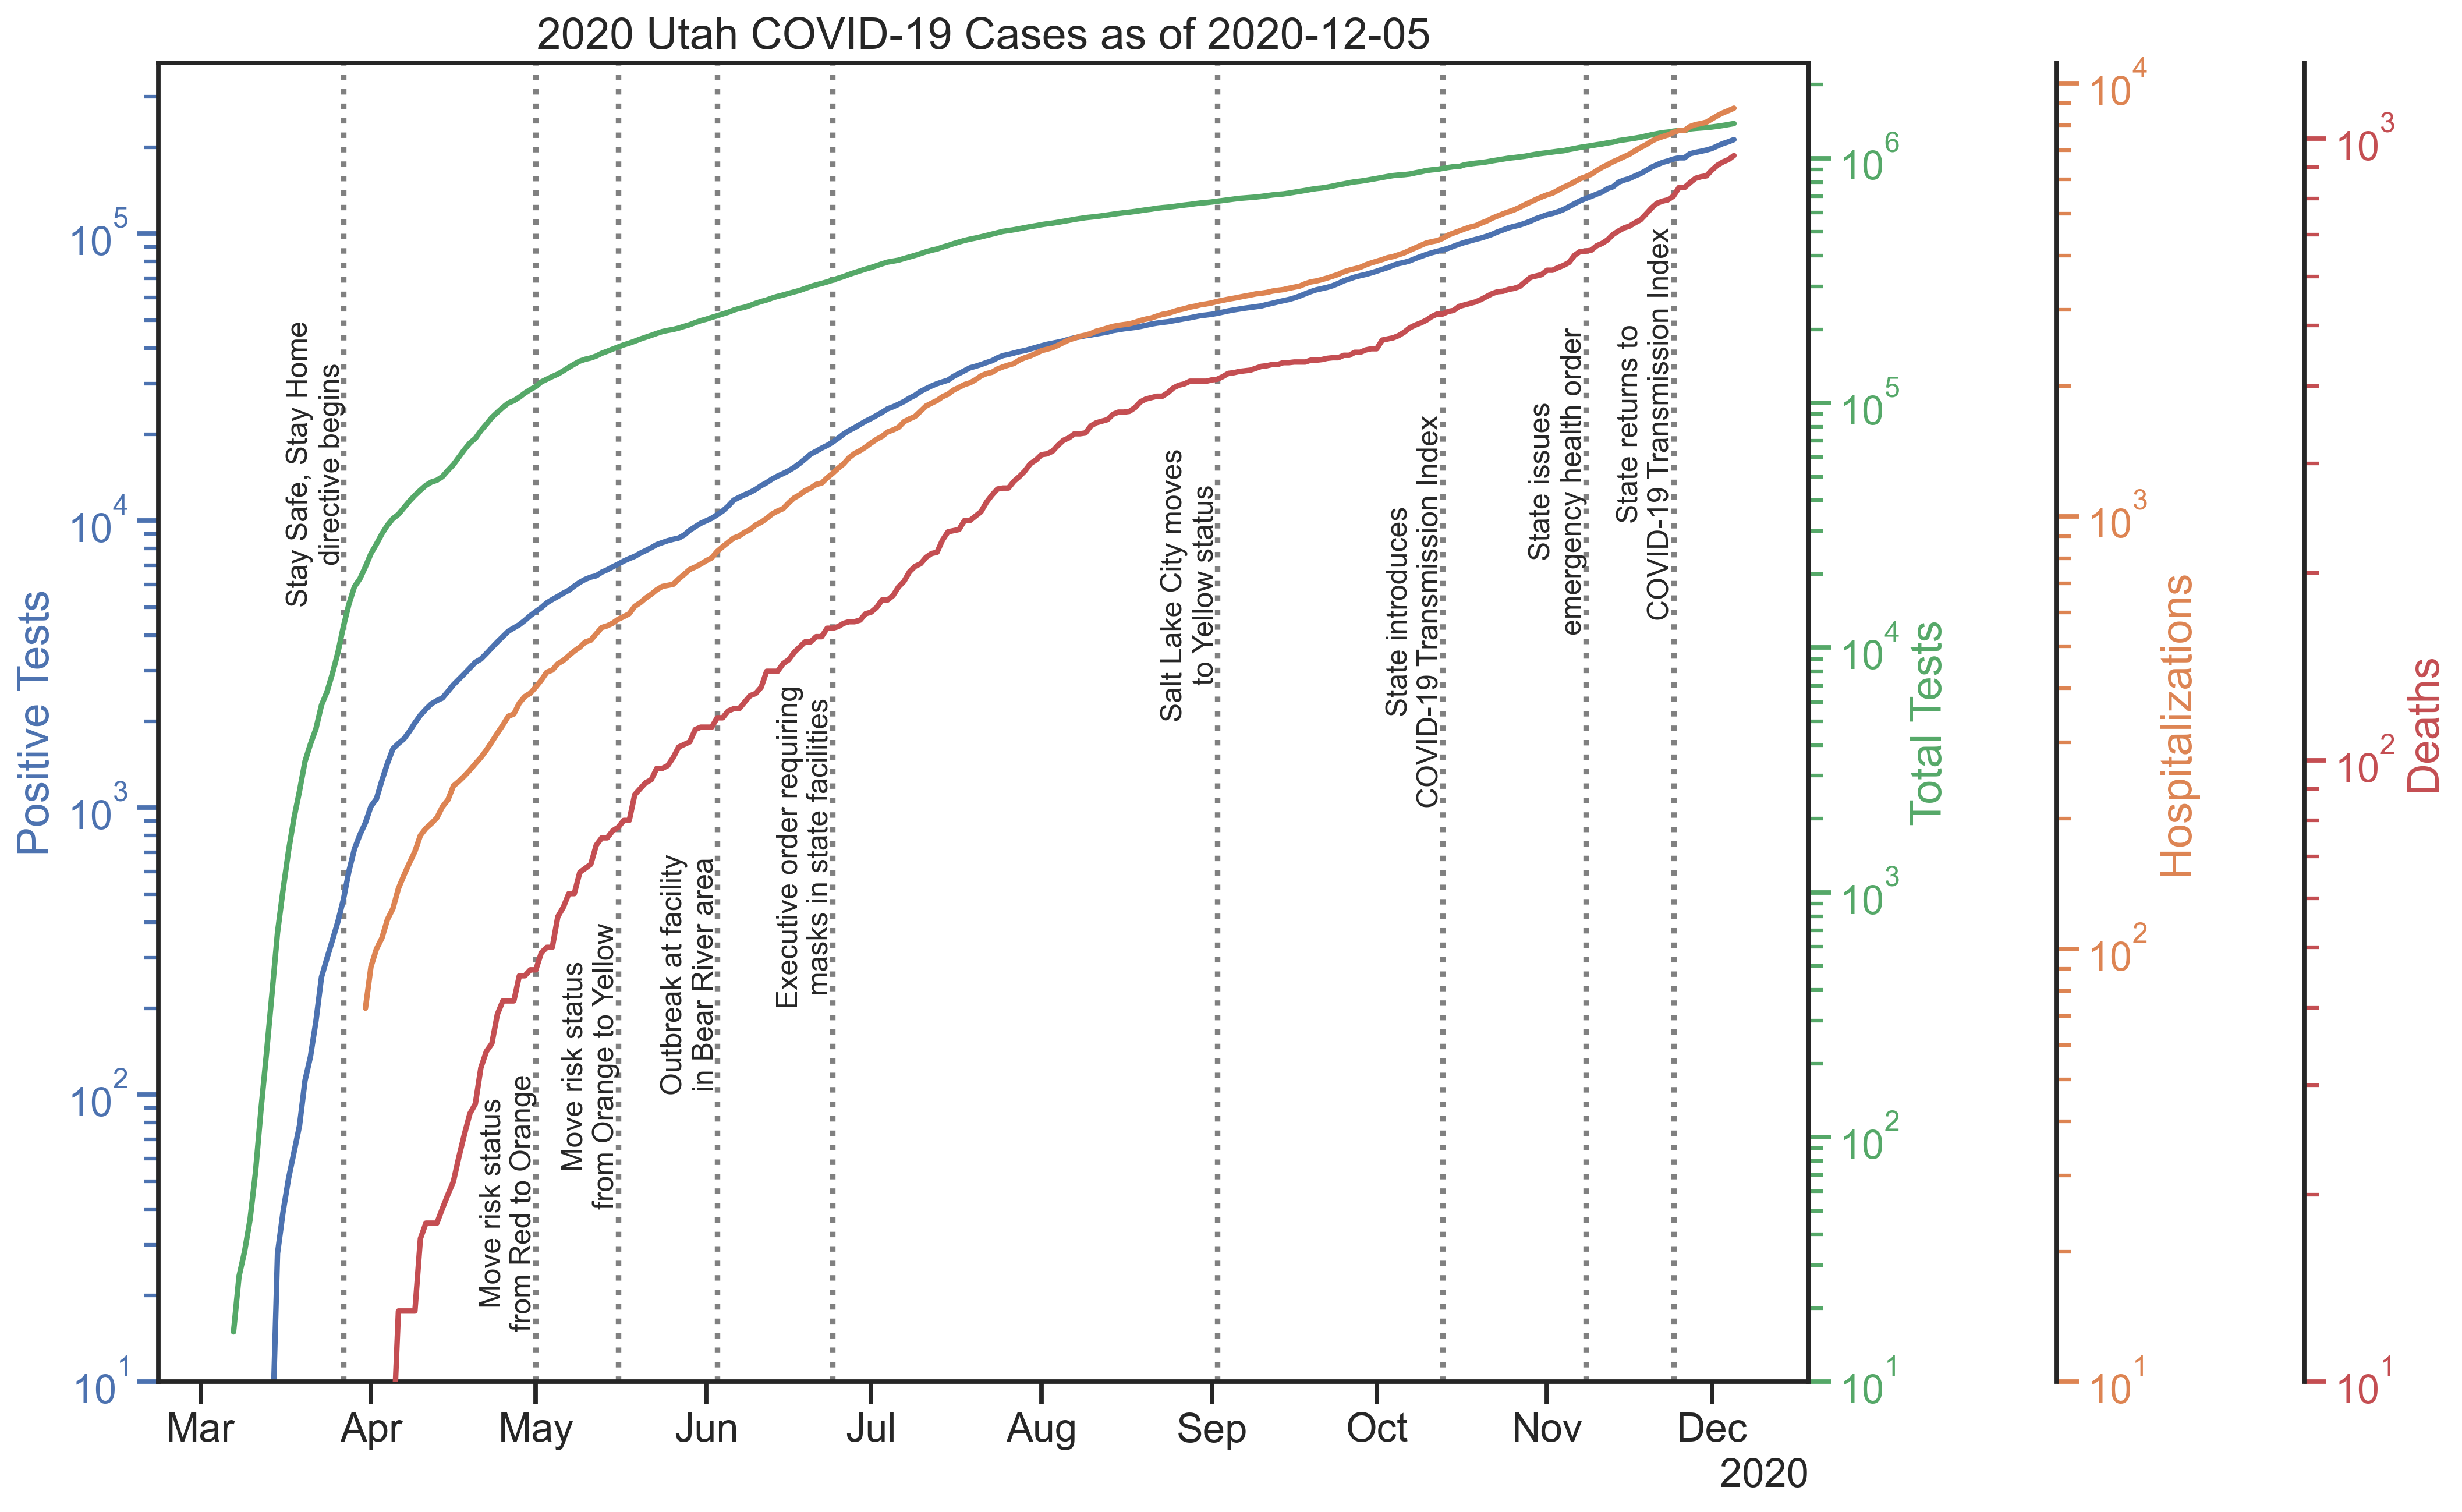 2020 Utah COVID-19 Cases as of 2020-12-05
Positive Tests
10^5
10^4
10^3
10^2
10^1
Stay Safe, Stay Home
directive begins
Move risk status
from Red to Orange
Move risk status
from Orange to Yellow
Outbreak at facility
in Bear River area
Executive order requiring
masks in state facilities
Salt Lake City moves
to Yellow status
State introduces
COVID-19 Transmission Index
State issues
emergency health order
State returns to
COVID-19 Transmission Index
10^6
10^5
10^4
10^3
10^2
10^1
Total Tests
10^4
10^3
10^2
10^1
Hospitalizations
10^3
10^2
10^1
Deaths
Mar Apr May Jun Jul Aug Sep Oct Nov Dec
2020